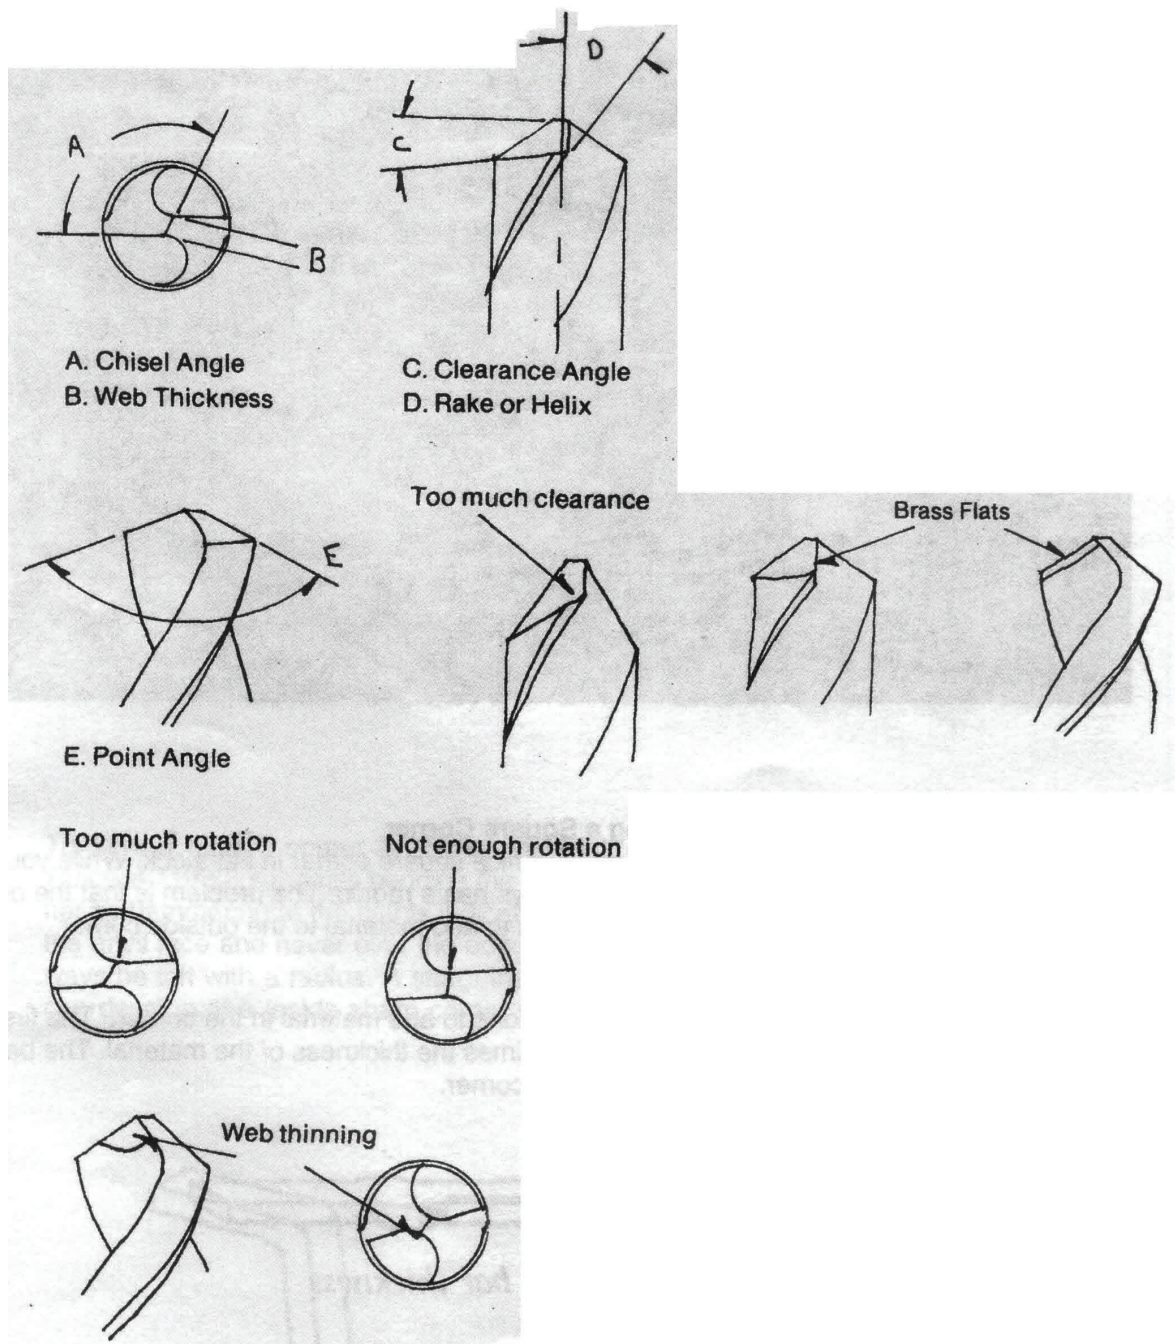 D
A
C
B
A. Chisel Angle
B. Web Thickness
C. Clearance Angle
D. Rake or Helix
Too much clearance
Brass Flats
E
E. Point Angle
Too much rotation
Not enough rotation
Web thinning